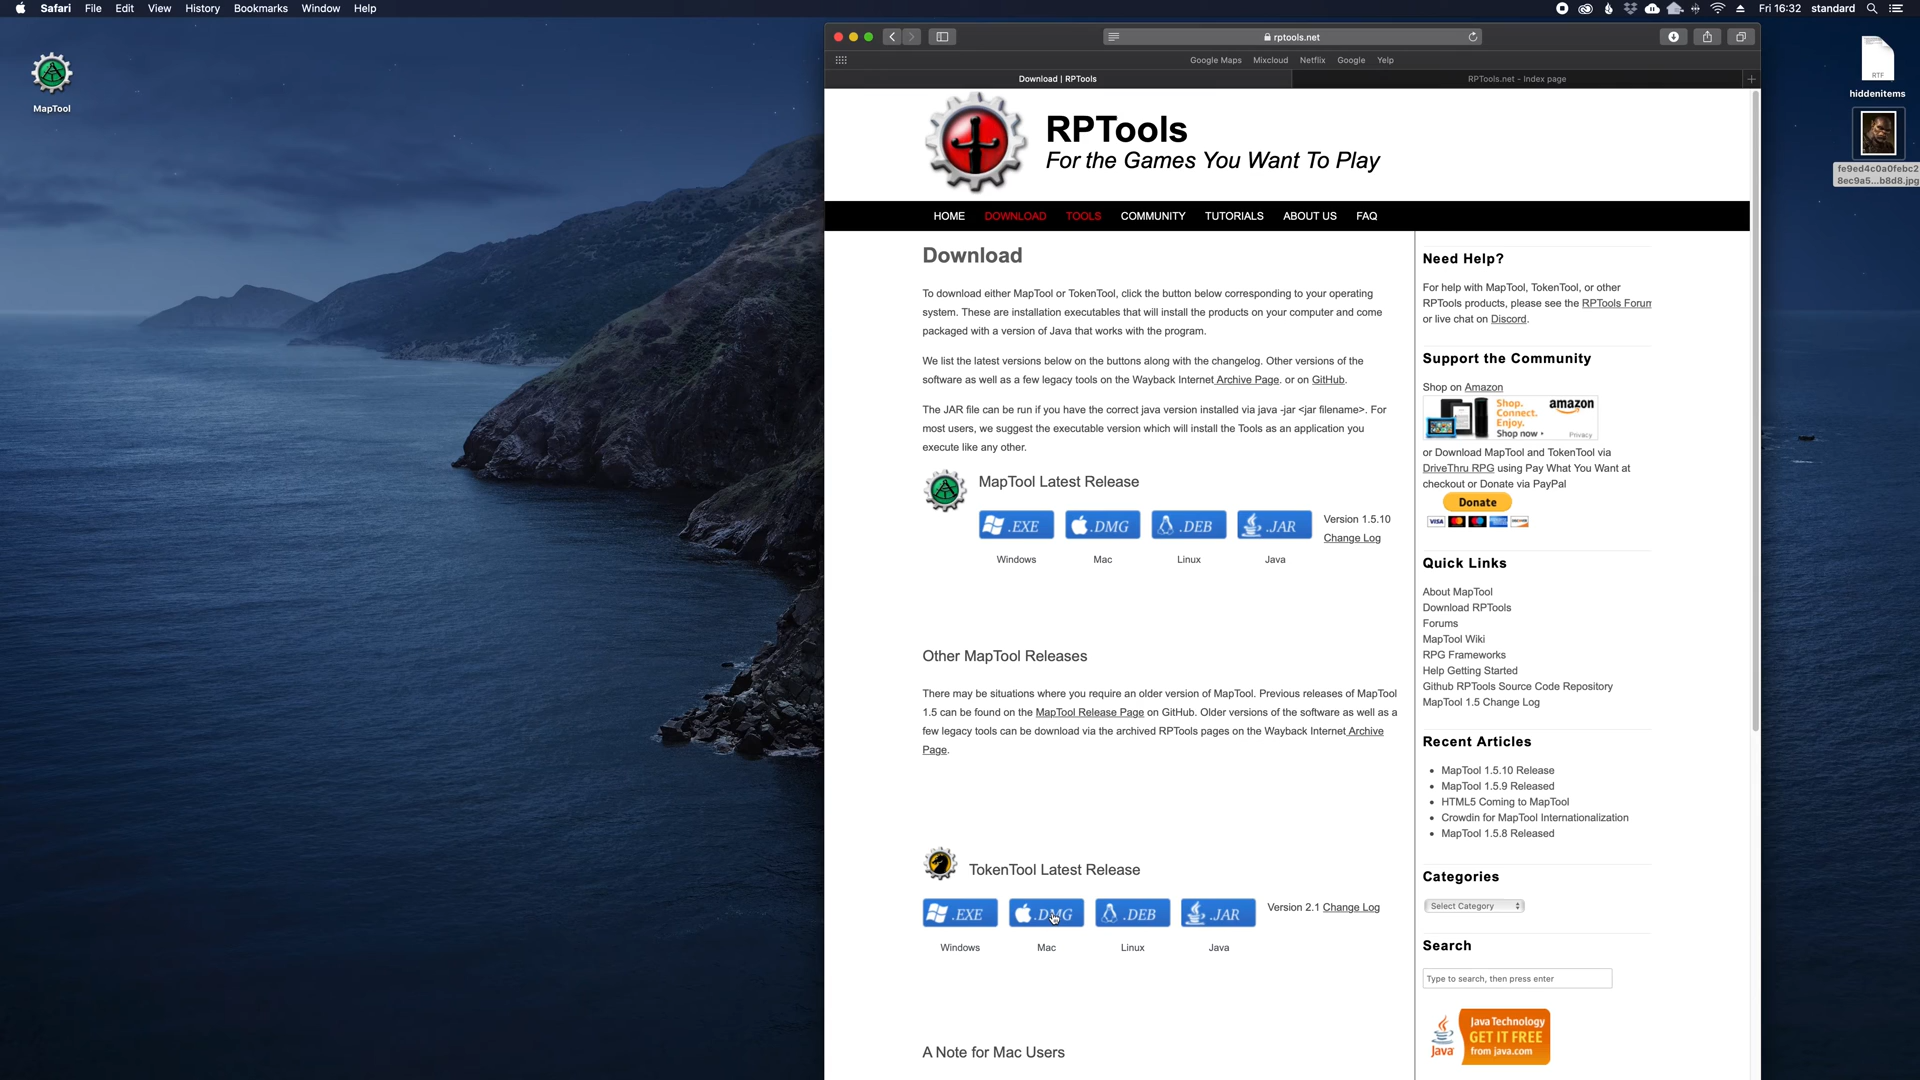 Safari File Edit View History Bookmarks Window Help
Fri 16:32 standard
MapTool
rptools.net
Google Maps Mixcloud Netflix Google Yelp
Download | RPTools
RPTools.net - Index page
RTF
hiddenitems
fe9ed4c0a0febc2
8ec9a5...b8d8.jpg
RPTools
For the Games You Want To Play
HOME DOWNLOAD TOOLS COMMUNITY TUTORIALS ABOUT US FAQ
Download
To download either MapTool or TokenTool, click the button below corresponding to your operating
system. These are installation executables that will install the products on your computer and come
packaged with a version of Java that works with the program.
We list the latest versions below on the buttons along with the changelog. Other versions of the
software as well as a few legacy tools on the Wayback Internet Archive Page. or on GitHub.
The JAR file can be run if you have the correct java version installed via java -jar <jar filename>. For
most users, we suggest the executable version which will install the Tools as an application you
execute like any other.
MapTool Latest Release
.EXE .DMG .DEB .JAR
Version 1.5.10
Change Log
Windows Mac Linux Java
Other MapTool Releases
There may be situations where you require an older version of MapTool. Previous releases of MapTool
1.5 can be found on the MapTool Release Page on GitHub. Older versions of the software as well as a
few legacy tools can be download via the archived RPTools pages on the Wayback Internet Archive
Page.
TokenTool Latest Release
.EXE .DMG .DEB .JAR
Version 2.1 Change Log
Windows Mac Linux Java
A Note for Mac Users
Need Help?
For help with MapTool, TokenTool, or other
RPTools products, please see the RPTools Forum
or live chat on Discord.
Support the Community
Shop on Amazon
Shop.
Connect.
Enjoy.
Shop now
amazon
Privacy
or Download MapTool and TokenTool via
DriveThru RPG using Pay What You Want at
checkout or Donate via PayPal
Donate
VISA
Quick Links
About MapTool
Download RPTools
Forums
MapTool Wiki
RPG Frameworks
Help Getting Started
Github RPTools Source Code Repository
MapTool 1.5 Change Log
Recent Articles
MapTool 1.5.10 Release
MapTool 1.5.9 Released
HTML5 Coming to MapTool
Crowdin for MapTool Internationalization
MapTool 1.5.8 Released
Categories
Select Category
Search
Type to search, then press enter
Java
Java Technology
GET IT FREE
from java.com